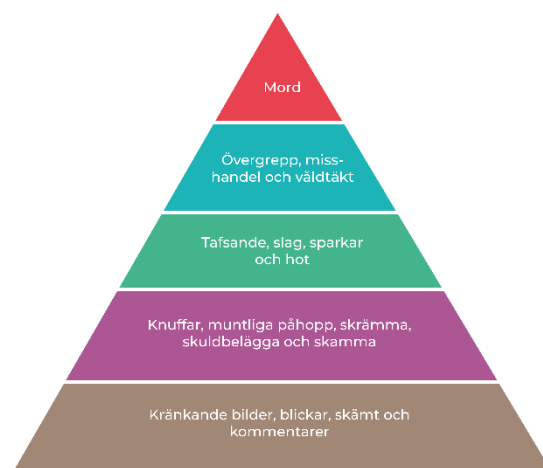 Mord
Övergrepp, miss-
handel och våldtäkt
Tafsande, slag, sparkar
och hot
Knuffar, muntliga påhopp, skrämma,
skuldbelägga och skamma
Kränkande bilder, blickar, skämt och
kommentarer